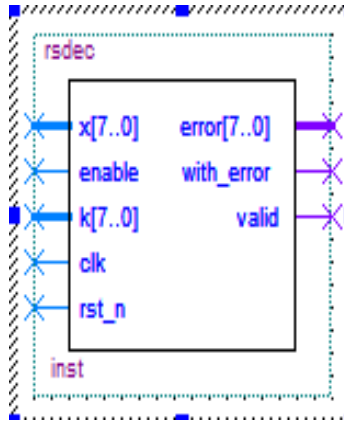 rsdec
x[7..0] error[7..0]
enable with_error
k[7..0] valid
clk
rst_n
inst